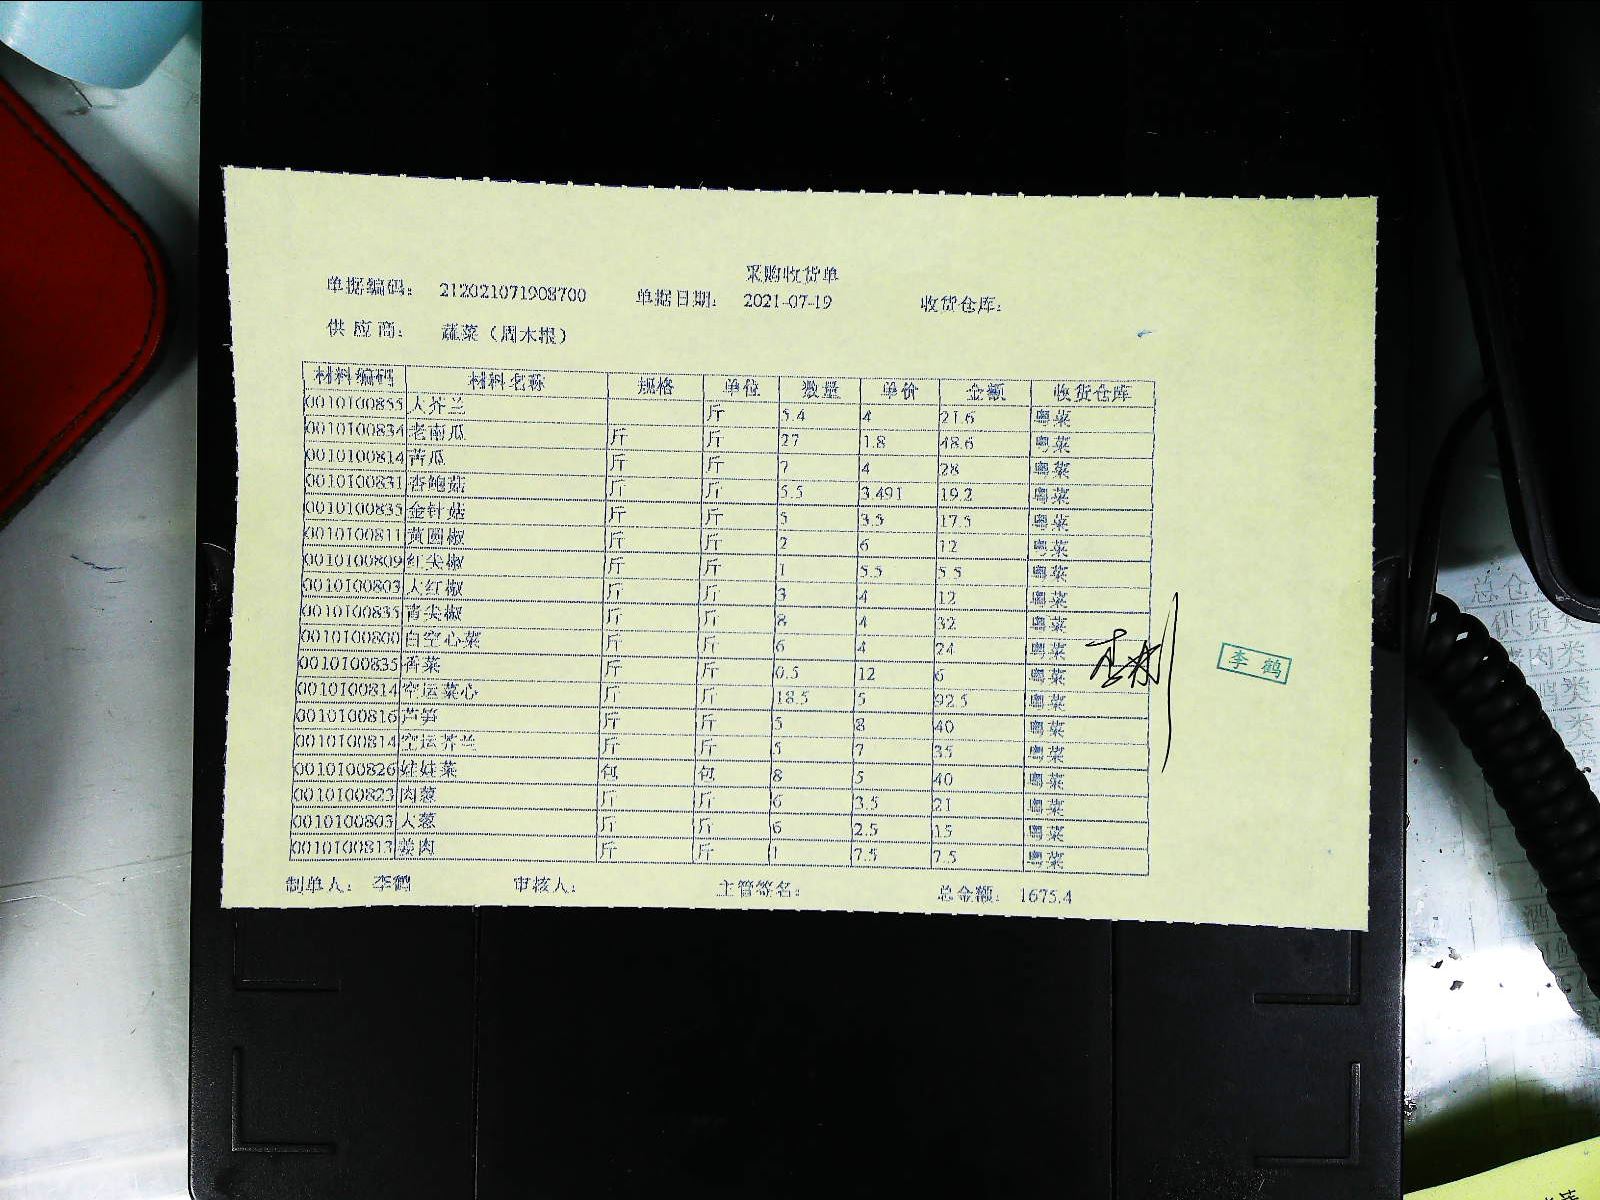 采购收货单
单据编码： 212021071908700 单据日期： 2021-07-19 收货仓库：
供 应 商： 蔬菜（周木根）
材料编码 材料名称 规格 单位 数量 单价 金额 收货仓库
0010100855 大芥兰 斤 5.4 4 21.6 粤菜
0010100834 老南瓜 斤 斤 27 1.8 48.6 粤菜
0010100814 苦瓜 斤 斤 7 4 28 粤菜
0010100831 杏鲍菇 斤 斤 5.5 3.491 19.2 粤菜
0010100835 金针菇 斤 斤 5 3.5 17.5 粤菜
0010100811 黄圆椒 斤 斤 2 6 12 粤菜
0010100809 红尖椒 斤 斤 1 5.5 5.5 粤菜
0010100803 大红椒 斤 斤 3 4 12 粤菜
0010100835 青尖椒 斤 斤 8 4 32 粤菜
0010100800 白空心菜 斤 斤 6 4 24 粤菜
0010100835 香菜 斤 斤 0.5 12 6 粤菜
0010100814 空运菜心 斤 斤 18.5 5 92.5 粤菜
0010100816 芦笋 斤 斤 5 8 40 粤菜
0010100814 空运芥兰 斤 斤 5 7 35 粤菜
0010100826 娃娃菜 包 包 8 5 40 粤菜
0010100823 肉葱 斤 斤 6 3.5 21 粤菜
0010100803 大葱 斤 斤 6 2.5 15 粤菜
0010100813 姜肉 斤 斤 1 7.5 7.5 粤菜
制单人： 李鹤 审核人： 主管签名： 总金额： 1675.4
李 鹤
总仓
供货
肉类
类
类
酒